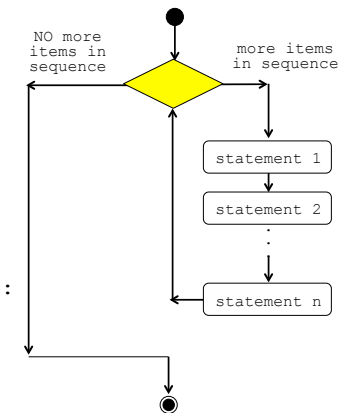 NO more
items in
sequence
more items
in sequence
statement 1
statement 2
.
.
.
statement n
: